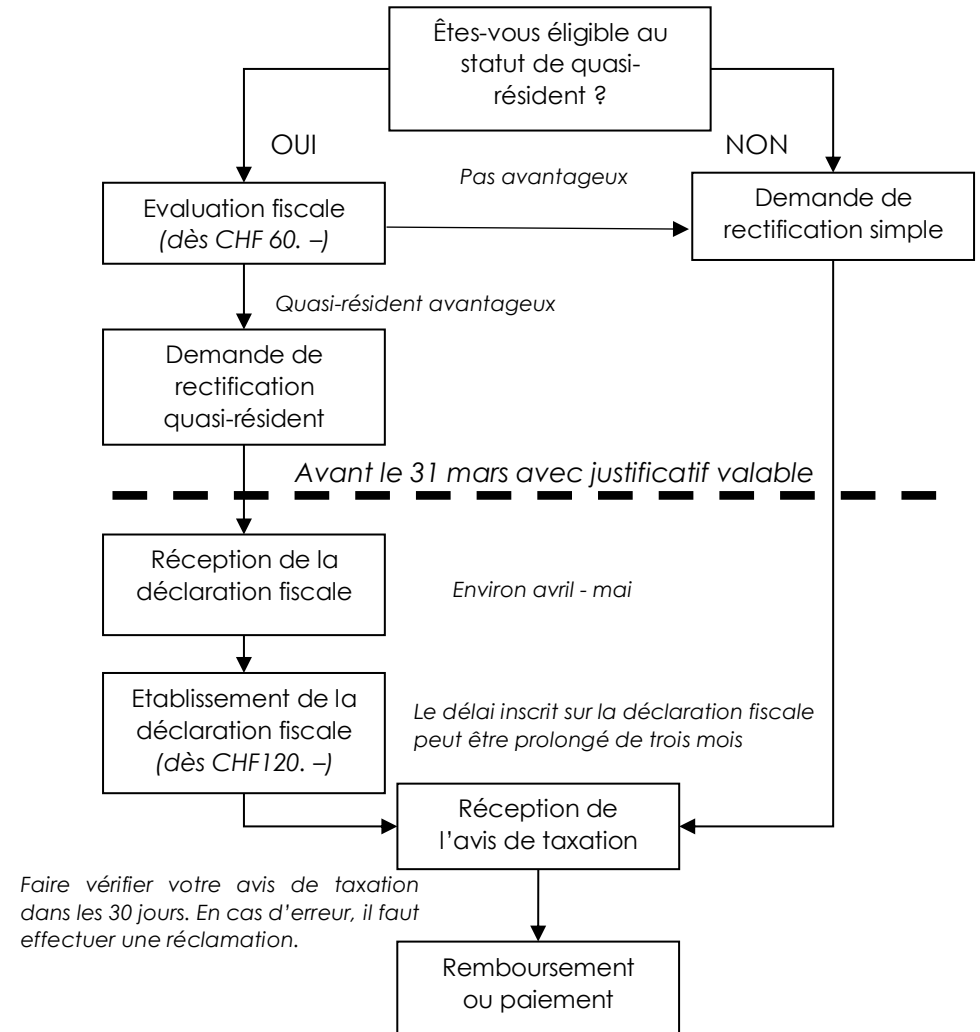 Êtes-vous éligible au
statut de quasi-
résident ?
OUI
NON
Pas avantageux
Evaluation fiscale
(dès CHF 60. –)
Demande de
rectification simple
Quasi-résident avantageux
Demande de
rectification
quasi-résident
Avant le 31 mars avec justificatif valable
Réception de la
déclaration fiscale
Environ avril - mai
Etablissement de la
déclaration fiscale
(dès CHF120. –)
Le délai inscrit sur la déclaration fiscale
peut être prolongé de trois mois
Réception de
l’avis de taxation
Faire vérifier votre avis de taxation
dans les 30 jours. En cas d’erreur, il faut
effectuer une réclamation.
Remboursement
ou paiement